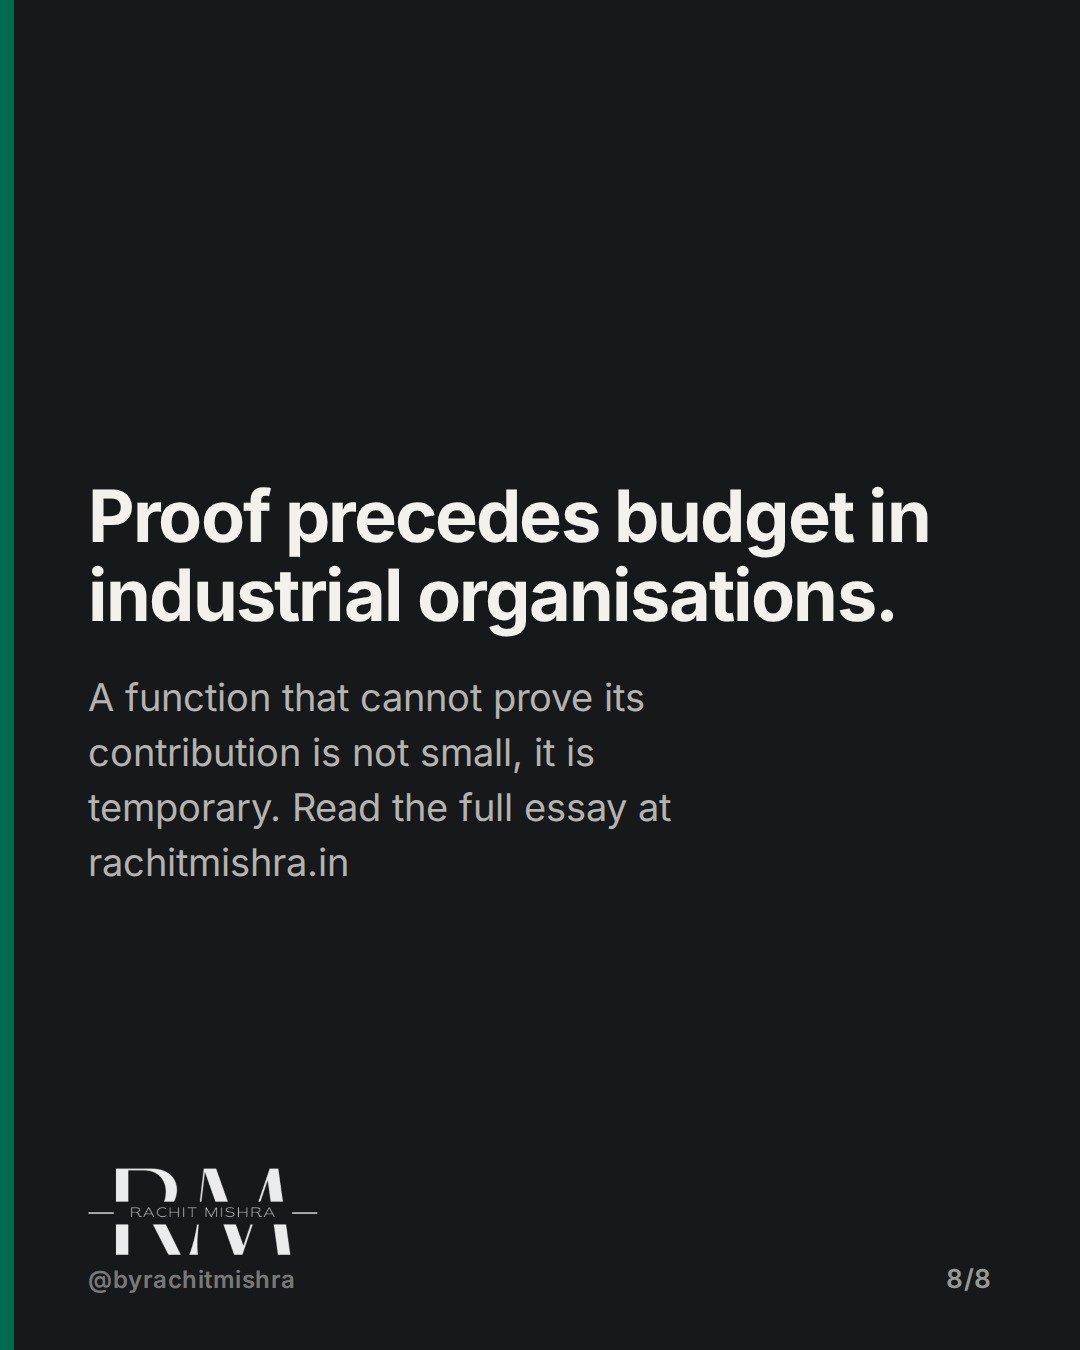 Proof precedes budget in
industrial organisations.
A function that cannot prove its
contribution is not small, it is
temporary. Read the full essay at
rachitmishra.in
RM
RACHIT MISHRA
@byrachitmishra
8/8